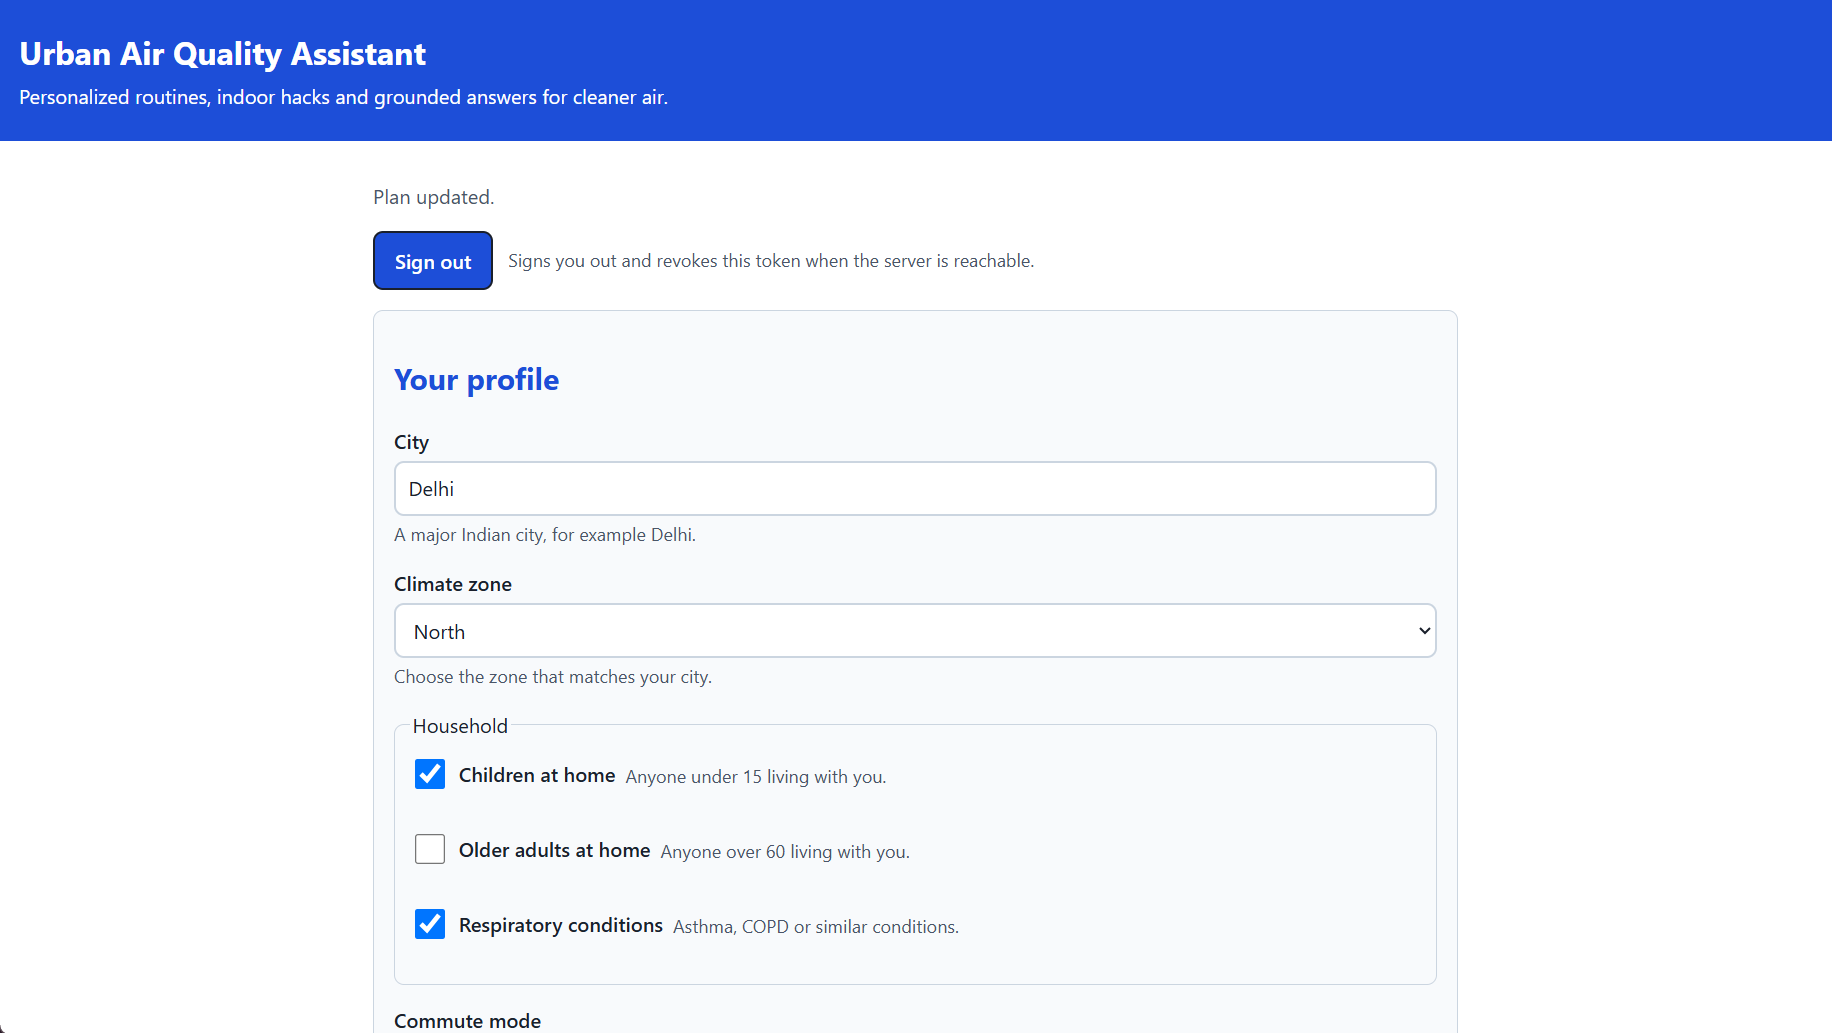 Urban Air Quality Assistant
Personalized routines, indoor hacks and grounded answers for cleaner air.
Plan updated.
Sign out Signs you out and revokes this token when the server is reachable.
Your profile
City
Delhi
A major Indian city, for example Delhi.
Climate zone
North
Choose the zone that matches your city.
Household
Children at home Anyone under 15 living with you.
Older adults at home Anyone over 60 living with you.
Respiratory conditions Asthma, COPD or similar conditions.
Commute mode